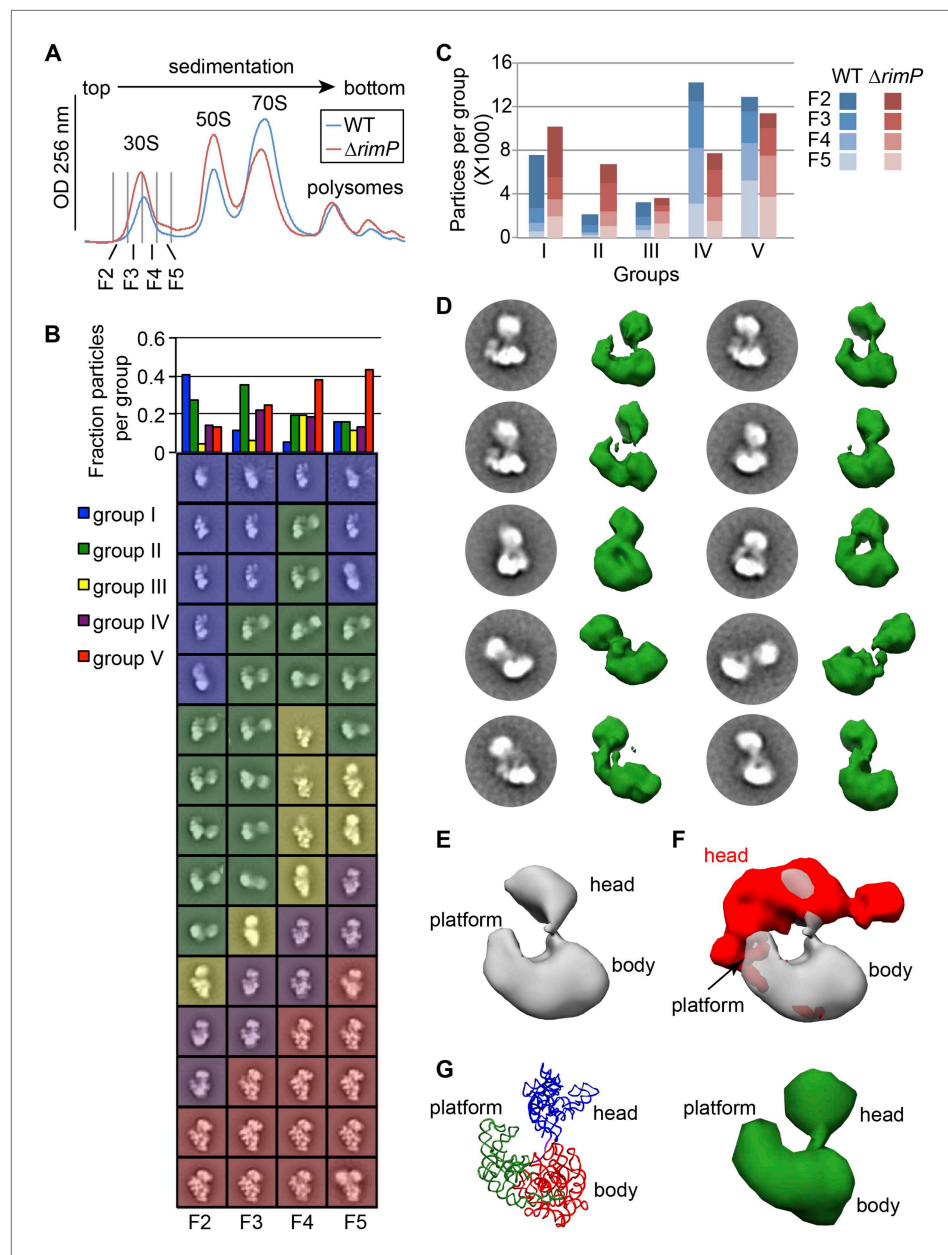 A
sedimentation
top
bottom
30S
50S
70S
WT
ΔrimP
polysomes
OD 256 nm
F2
F3
F4
F5
B
0.6
0.4
0.2
0
Fraction particles
per group
group I
group II
group III
group IV
group V
F2 F3 F4 F5
C
16
12
8
4
0
Partices per group
(X1000)
I II III IV V
Groups
WT ΔrimP
F2
F3
F4
F5
D
E
head
platform
body
F
head
body
platform
G
platform
head
body
platform
head
body